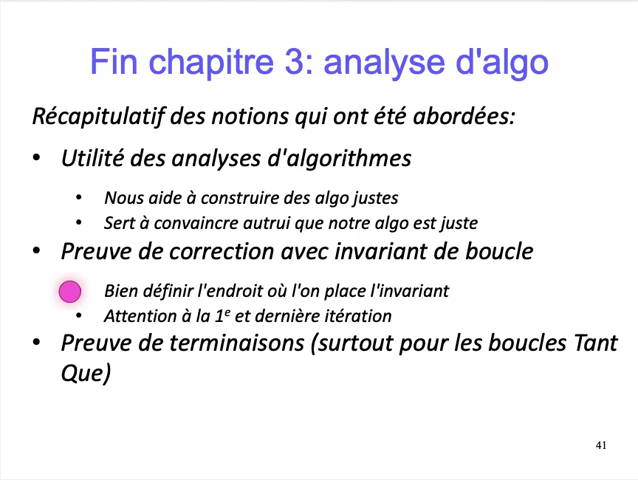 Fin chapitre 3: analyse d'algo
Récapitulatif des notions qui ont été abordées:
• Utilité des analyses d'algorithmes
• Nous aide à construire des algo justes
• Sert à convaincre autrui que notre algo est juste
• Preuve de correction avec invariant de boucle
Bien définir l'endroit où l'on place l'invariant
• Attention à la 1e et dernière itération
• Preuve de terminaisons (surtout pour les boucles Tant
Que)
41